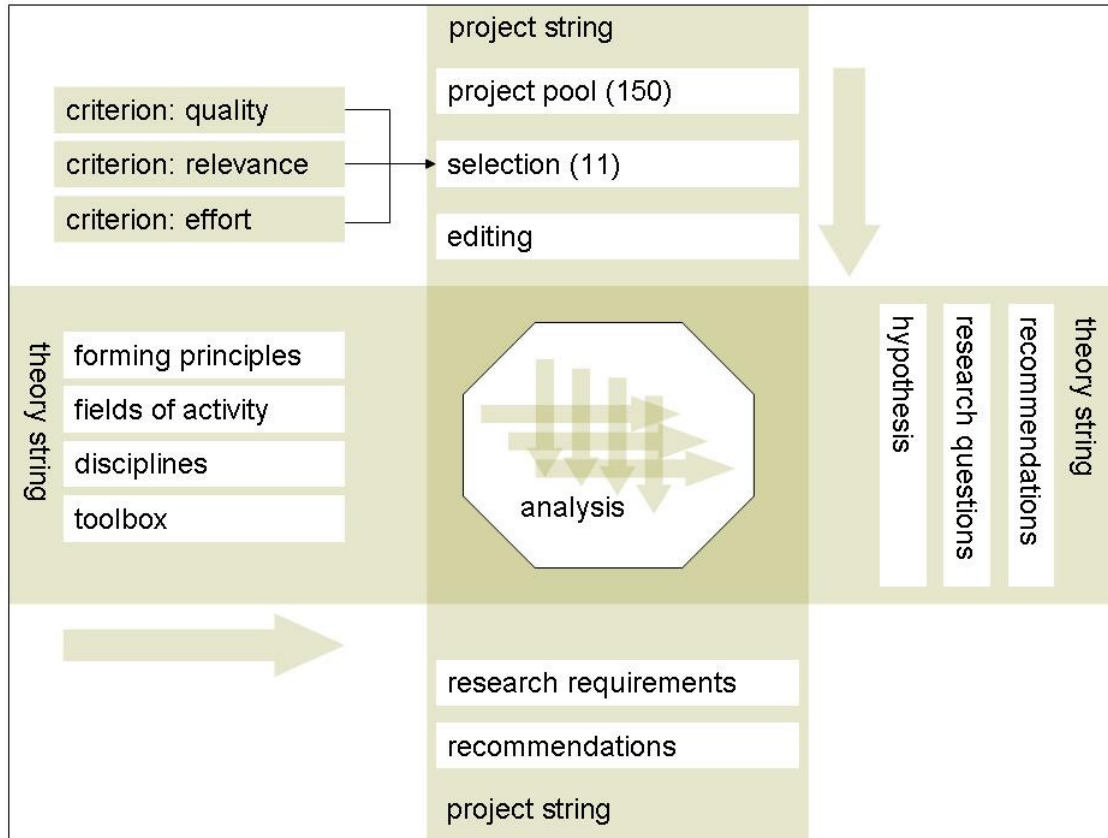 project string
project pool (150)
criterion: quality
criterion: relevance
selection (11)
criterion: effort
editing
theory string
forming principles
fields of activity
disciplines
toolbox
analysis
hypothesis
research questions
recommendations
theory string
research requirements
recommendations
project string